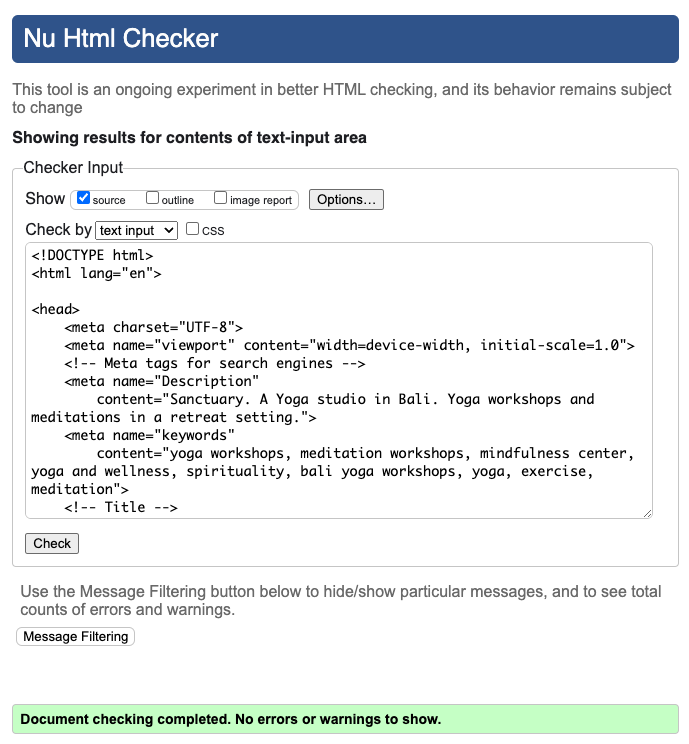 Nu Html Checker
This tool is an ongoing experiment in better HTML checking, and its behavior remains subject
to change
Showing results for contents of text-input area
Checker Input
Show source outline image report Options...
Check by text input CSS
<!DOCTYPE html>
<html lang="en">
<head>
<meta charset="UTF-8">
<meta name="viewport" content="width=device-width, initial-scale=1.0">
<!-- Meta tags for search engines -->
<meta name="Description"
content="Sanctuary. A Yoga studio in Bali. Yoga workshops and
meditations in a retreat setting.">
<meta name="keywords"
content="yoga workshops, meditation workshops, mindfulness center,
yoga and wellness, spirituality, bali yoga workshops, yoga, exercise,
meditation">
<!-- Title -->
Check
Use the Message Filtering button below to hide/show particular messages, and to see total
counts of errors and warnings.
Message Filtering
Document checking completed. No errors or warnings to show.